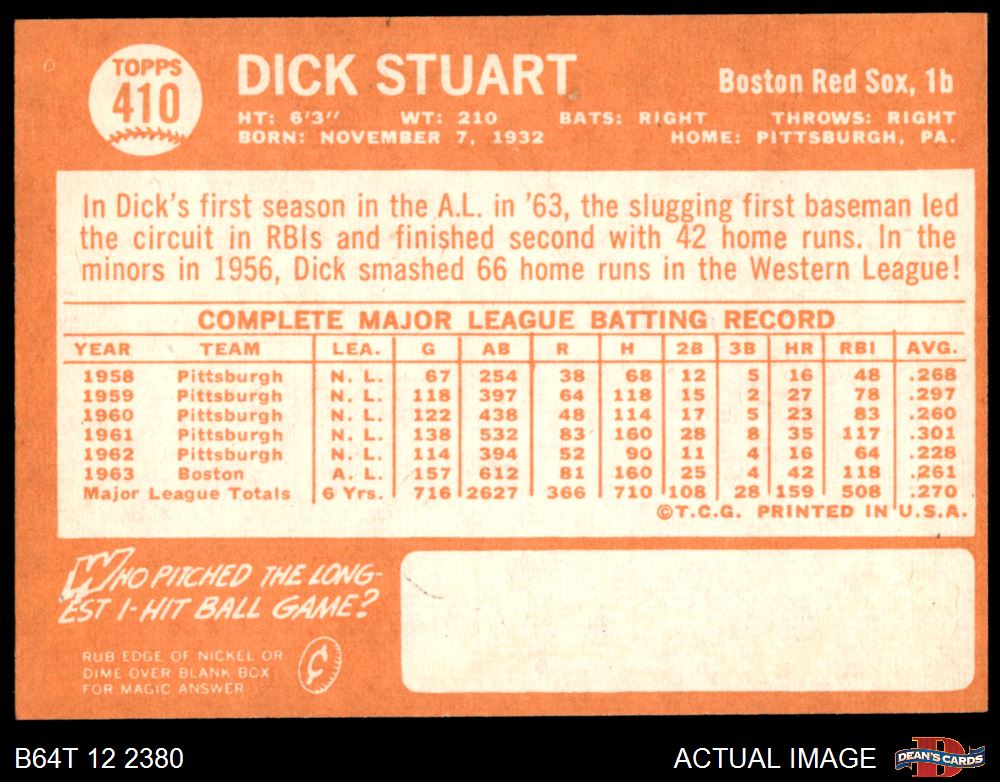 TOPPS
410
DICK STUART
Boston Red Sox, 1b
HT: 6'3" WT: 210 BATS: RIGHT THROWS: RIGHT
BORN: NOVEMBER 7, 1932 HOME: PITTSBURGH, PA.
In Dick's first season in the A.L. in '63, the slugging first baseman led
the circuit in RBIs and finished second with 42 home runs. In the
minors in 1956, Dick smashed 66 home runs in the Western League!
COMPLETE MAJOR LEAGUE BATTING RECORD
YEAR TEAM LEA. G AB R H 2B 3B HR RBI AVG.
1958 Pittsburgh N. L. 67 254 38 68 12 5 16 48 .268
1959 Pittsburgh N. L. 118 397 64 118 15 2 27 78 .297
1960 Pittsburgh N. L. 122 438 48 114 17 5 23 83 .260
1961 Pittsburgh N. L. 138 532 83 160 28 8 35 117 .301
1962 Pittsburgh N. L. 114 394 52 90 11 4 16 64 .228
1963 Boston A. L. 157 612 81 160 25 4 42 118 .261
Major League Totals 6 Yrs. 716 2627 366 710 108 28 159 508 .270
©T.C.G. PRINTED IN U.S.A.
WHO PITCHED THE LONG-
EST 1-HIT BALL GAME?
RUB EDGE OF NICKEL OR
DIME OVER BLANK BOX
FOR MAGIC ANSWER
¢
B64T 12 2380
ACTUAL IMAGE
D
DEAN'S CARDS